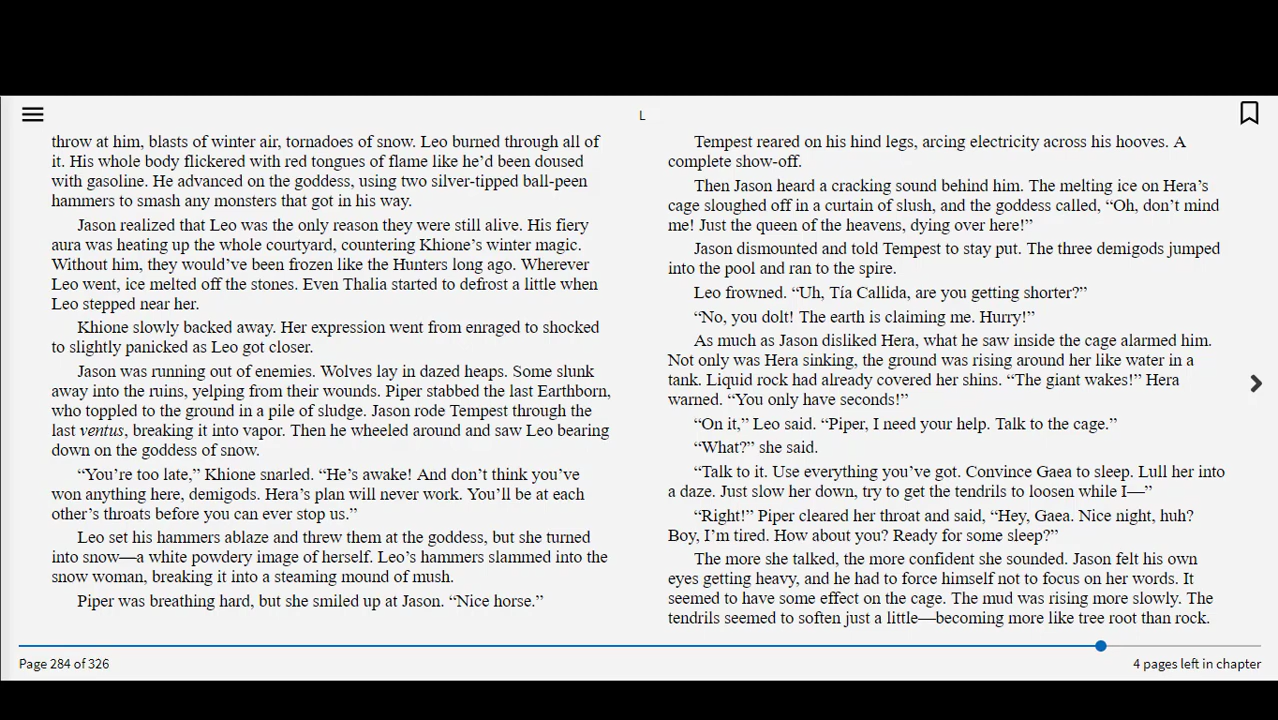 L
throw at him, blasts of winter air, tornadoes of snow. Leo burned through all of
it. His whole body flickered with red tongues of flame like he’d been doused
with gasoline. He advanced on the goddess, using two silver-tipped ball-peen
hammers to smash any monsters that got in his way.
Jason realized that Leo was the only reason they were still alive. His fiery
aura was heating up the whole courtyard, countering Khione’s winter magic.
Without him, they would’ve been frozen like the Hunters long ago. Wherever
Leo went, ice melted off the stones. Even Thalia started to defrost a little when
Leo stepped near her.
Khione slowly backed away. Her expression went from enraged to shocked
to slightly panicked as Leo got closer.
Jason was running out of enemies. Wolves lay in dazed heaps. Some slunk
away into the ruins, yelping from their wounds. Piper stabbed the last Earthborn,
who toppled to the ground in a pile of sludge. Jason rode Tempest through the
last ventus, breaking it into vapor. Then he wheeled around and saw Leo bearing
down on the goddess of snow.
“You’re too late,” Khione snarled. “He’s awake! And don’t think you’ve
won anything here, demigods. Hera’s plan will never work. You’ll be at each
other’s throats before you can ever stop us.”
Leo set his hammers ablaze and threw them at the goddess, but she turned
into snow—a white powdery image of herself. Leo’s hammers slammed into the
snow woman, breaking it into a steaming mound of mush.
Piper was breathing hard, but she smiled up at Jason. “Nice horse.”
Tempest reared on his hind legs, arcing electricity across his hooves. A
complete show-off.
Then Jason heard a cracking sound behind him. The melting ice on Hera’s
cage sloughed off in a curtain of slush, and the goddess called, “Oh, don’t mind
me! Just the queen of the heavens, dying over here!”
Jason dismounted and told Tempest to stay put. The three demigods jumped
into the pool and ran to the spire.
Leo frowned. “Uh, Tía Callida, are you getting shorter?”
“No, you dolt! The earth is claiming me. Hurry!”
As much as Jason disliked Hera, what he saw inside the cage alarmed him.
Not only was Hera sinking, the ground was rising around her like water in a
tank. Liquid rock had already covered her shins. “The giant wakes!” Hera
warned. “You only have seconds!”
“On it,” Leo said. “Piper, I need your help. Talk to the cage.”
“What?” she said.
“Talk to it. Use everything you’ve got. Convince Gaea to sleep. Lull her into
a daze. Just slow her down, try to get the tendrils to loosen while I—”
“Right!” Piper cleared her throat and said, “Hey, Gaea. Nice night, huh?
Boy, I’m tired. How about you? Ready for some sleep?”
The more she talked, the more confident she sounded. Jason felt his own
eyes getting heavy, and he had to force himself not to focus on her words. It
seemed to have some effect on the cage. The mud was rising more slowly. The
tendrils seemed to soften just a little—becoming more like tree root than rock.
Page 284 of 326
4 pages left in chapter